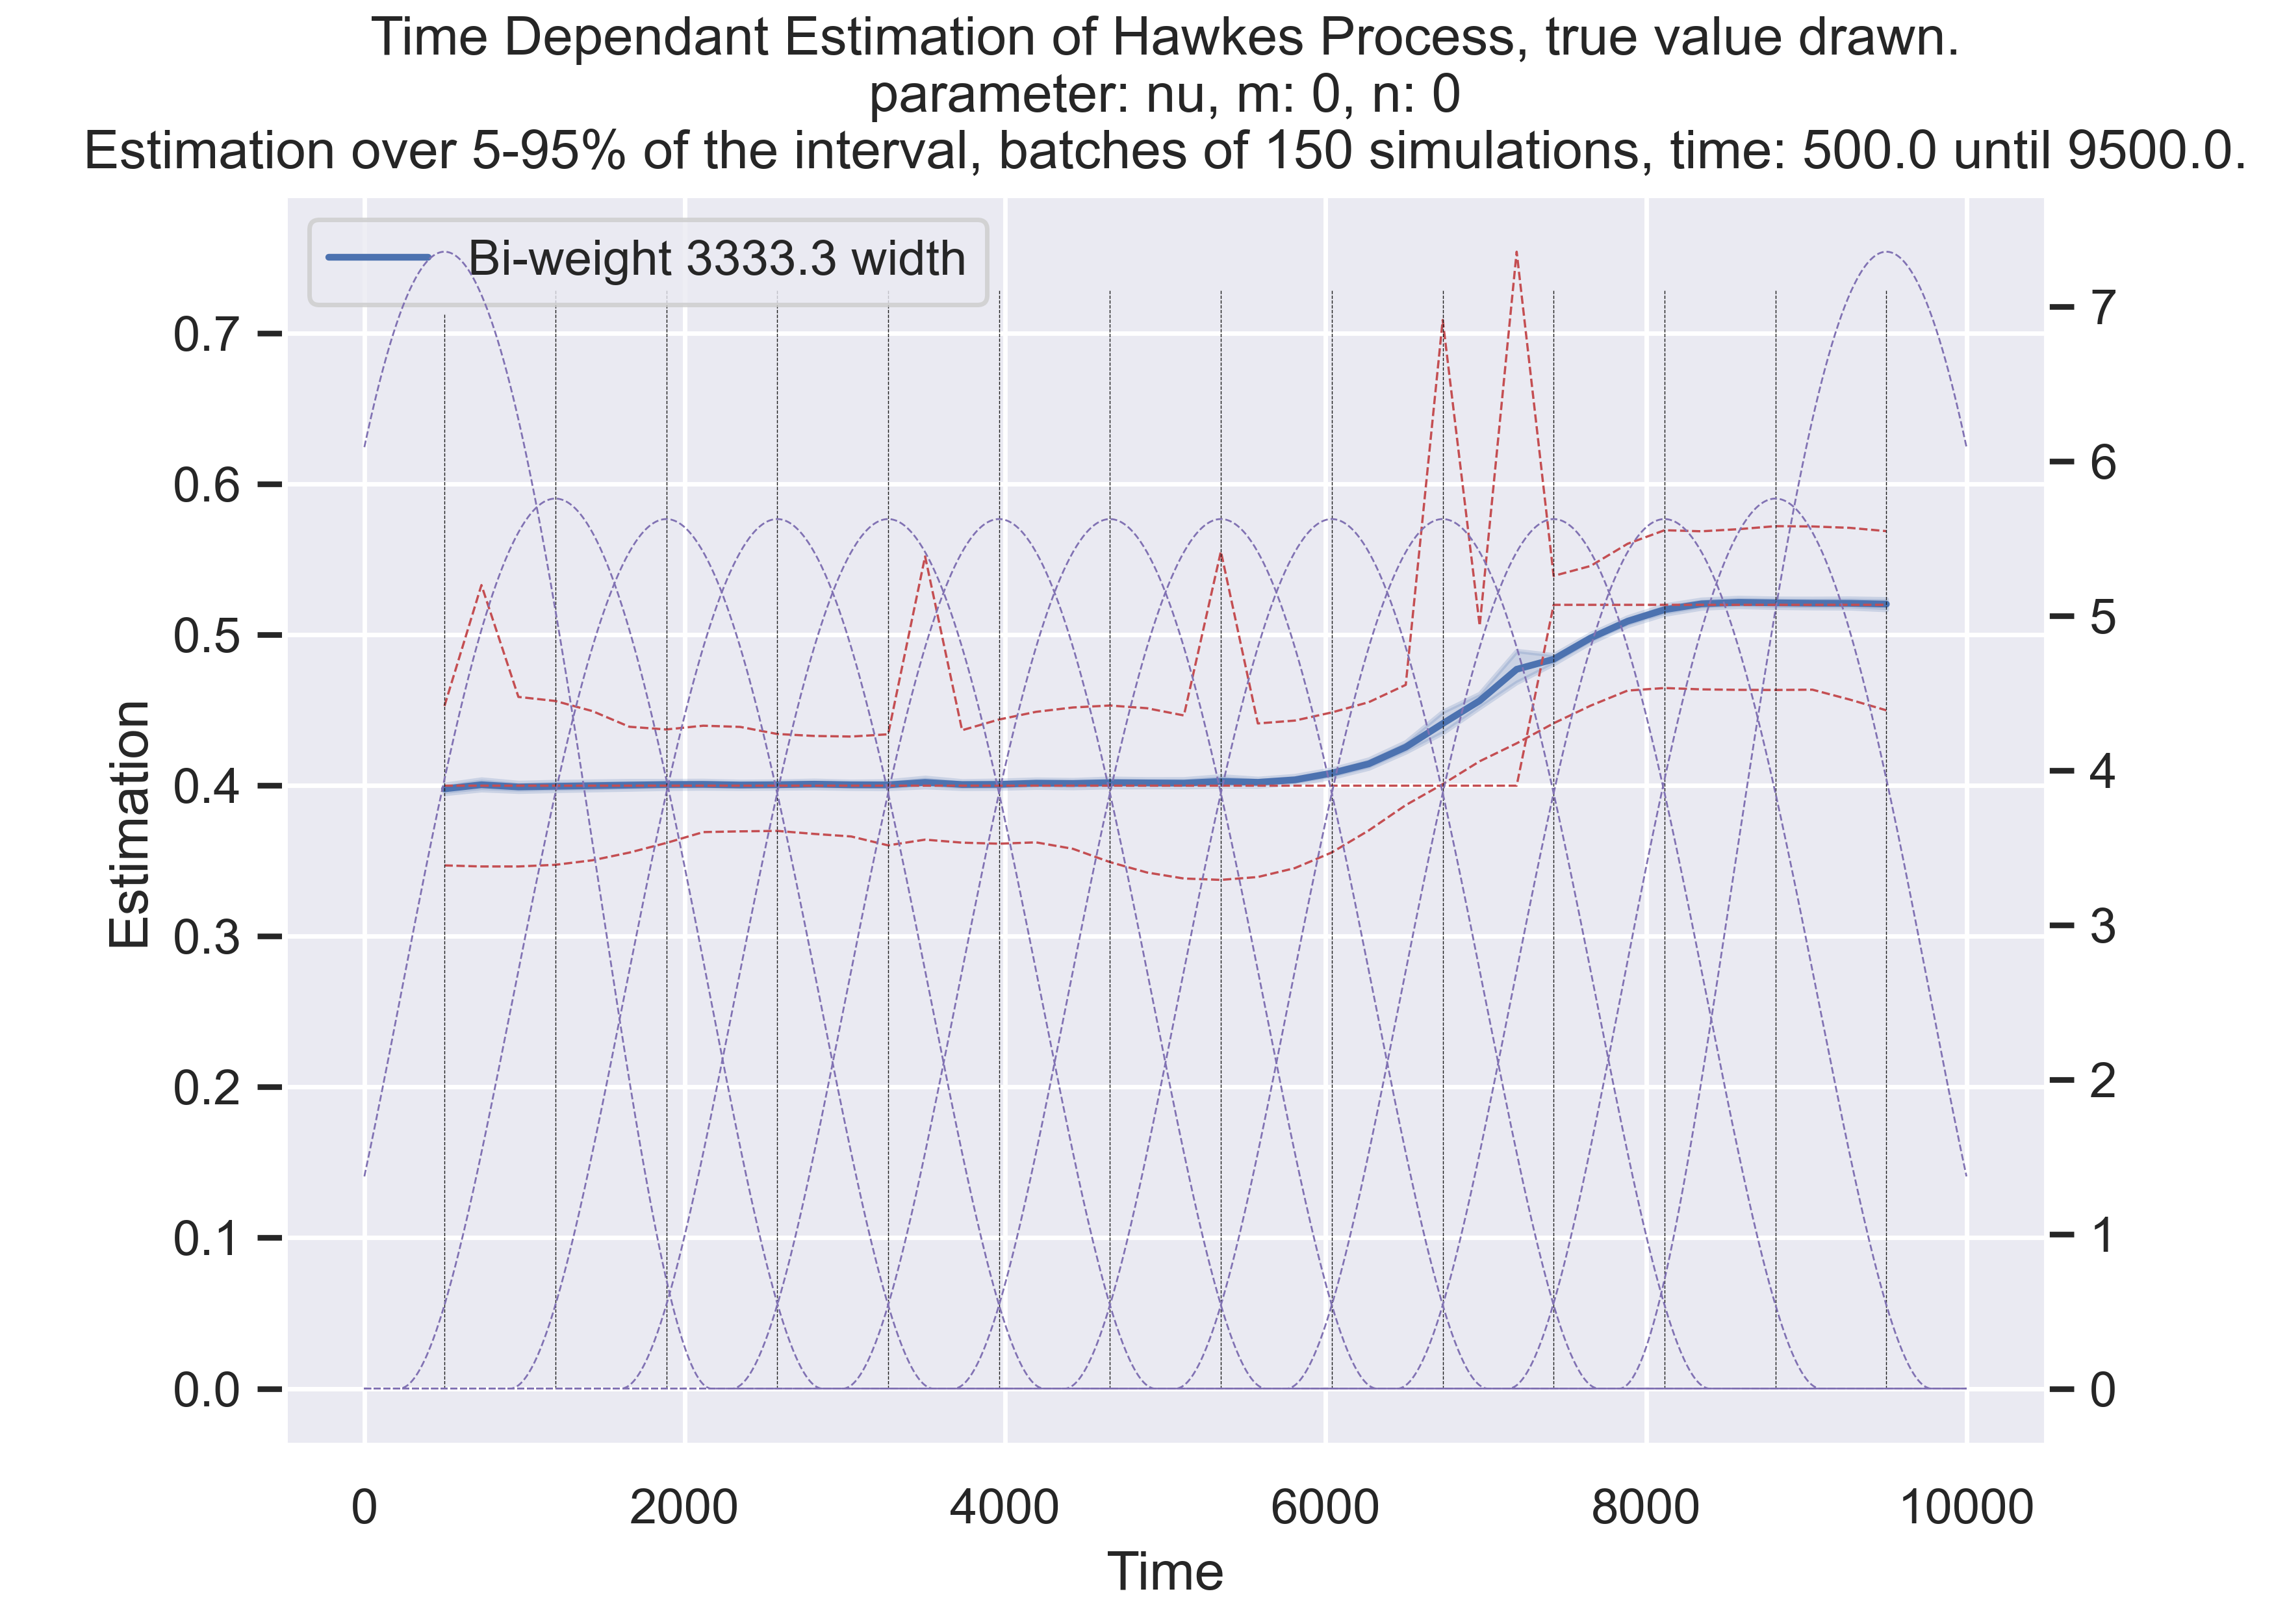 Time Dependant Estimation of Hawkes Process, true value drawn.
parameter: nu, m: 0, n: 0
Estimation over 5-95% of the interval, batches of 150 simulations, time: 500.0 until 9500.0.
Bi-weight 3333.3 width
0.7
0.6
0.5
0.4
0.3
0.2
0.1
0.0
Estimation
7
6
5
4
3
2
1
0
0 2000 4000 6000 8000 10000
Time